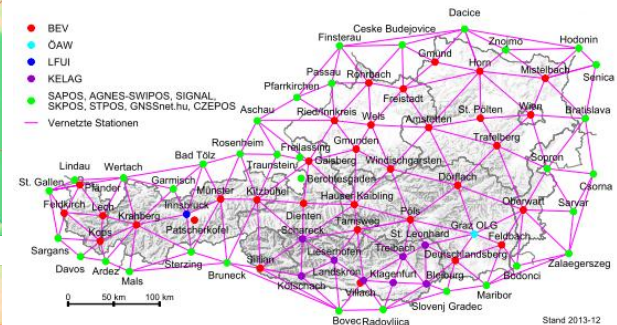 BEV
ÖAW
LFUI
KELAG
SAPOS, AGNES-SWIPOS, SIGNAL,
SKPOS, STPOS, GNSSnet.hu, CZEPOS
Vernetzte Stationen
Dacice
Ceske Budejovice
Finsterau
Znojmo
Hodonin
Gmünd
Horn
Senica
Passau
Rohrbach
Mistelbach
Pfarrkirchen
Freistadt
Aschau
Ried/Innkreis
Wels
Amstetten
St. Pölten
Wien
Bratislava
Gmunden
Trafelberg
Rosenheim
Freilassing
Bad Tölz
Traunstein
Gaisberg
Windischgarsten
Sopron
Lindau
Wertach
Berchtesgaden
Csorna
St. Gallen
Pfänder
Garmisch
Münster
Kitzbühel
Hauser Kaibling
Dörflach
Feldkirch
Lech
Krahberg
Innsbruck
Dienten
Pöls
Oberwart
Sarvar
Patscherkofel
Tamsweg
St. Leonhard
Graz OLG
Kops
Schareck
Feldbach
Sargans
Liesernofen
Treibach
Deutschlandsberg
Zalaegerszeg
Davos
Ardez
Mals
Sterzing
Bruneck
Sillian
Landskron
Klagenfurt
Bleiburg
Bodonci
Kötschach
Villach
Maribor
Slovenj Gradec
Bovec
Radovljica
0
50 km
100 km
Stand 2013-12